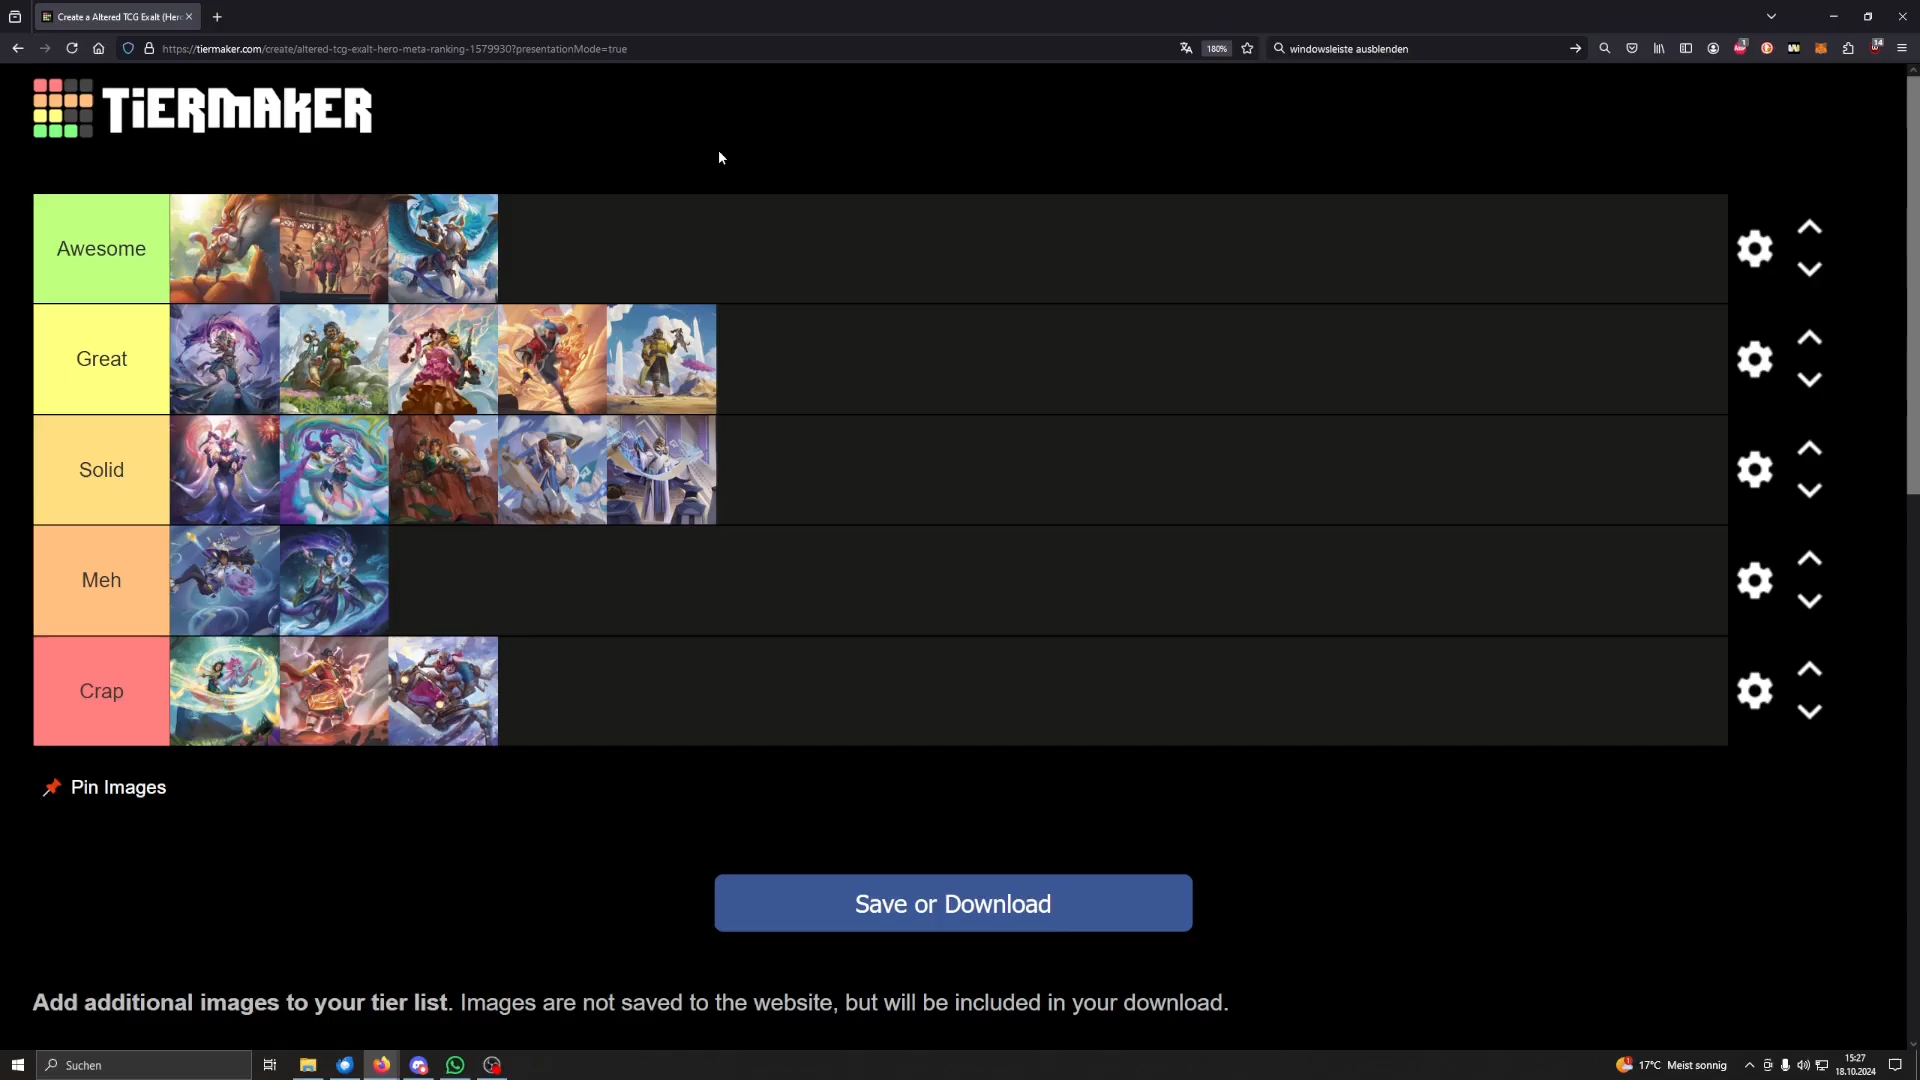 Create a Altered TCG Exalt (Her
https://tiermaker.com/create/altered-tcg-exalt-hero-meta-ranking-1579930?presentationMode=true
180%
windowsleiste ausblenden
1
14
TiERMAKER
Awesome
Great
Solid
Meh
Crap
Pin Images
Save or Download
Add additional images to your tier list. Images are not saved to the website, but will be included in your download.
Suchen
17°C Meist sonnig
15:27
18.10.2024